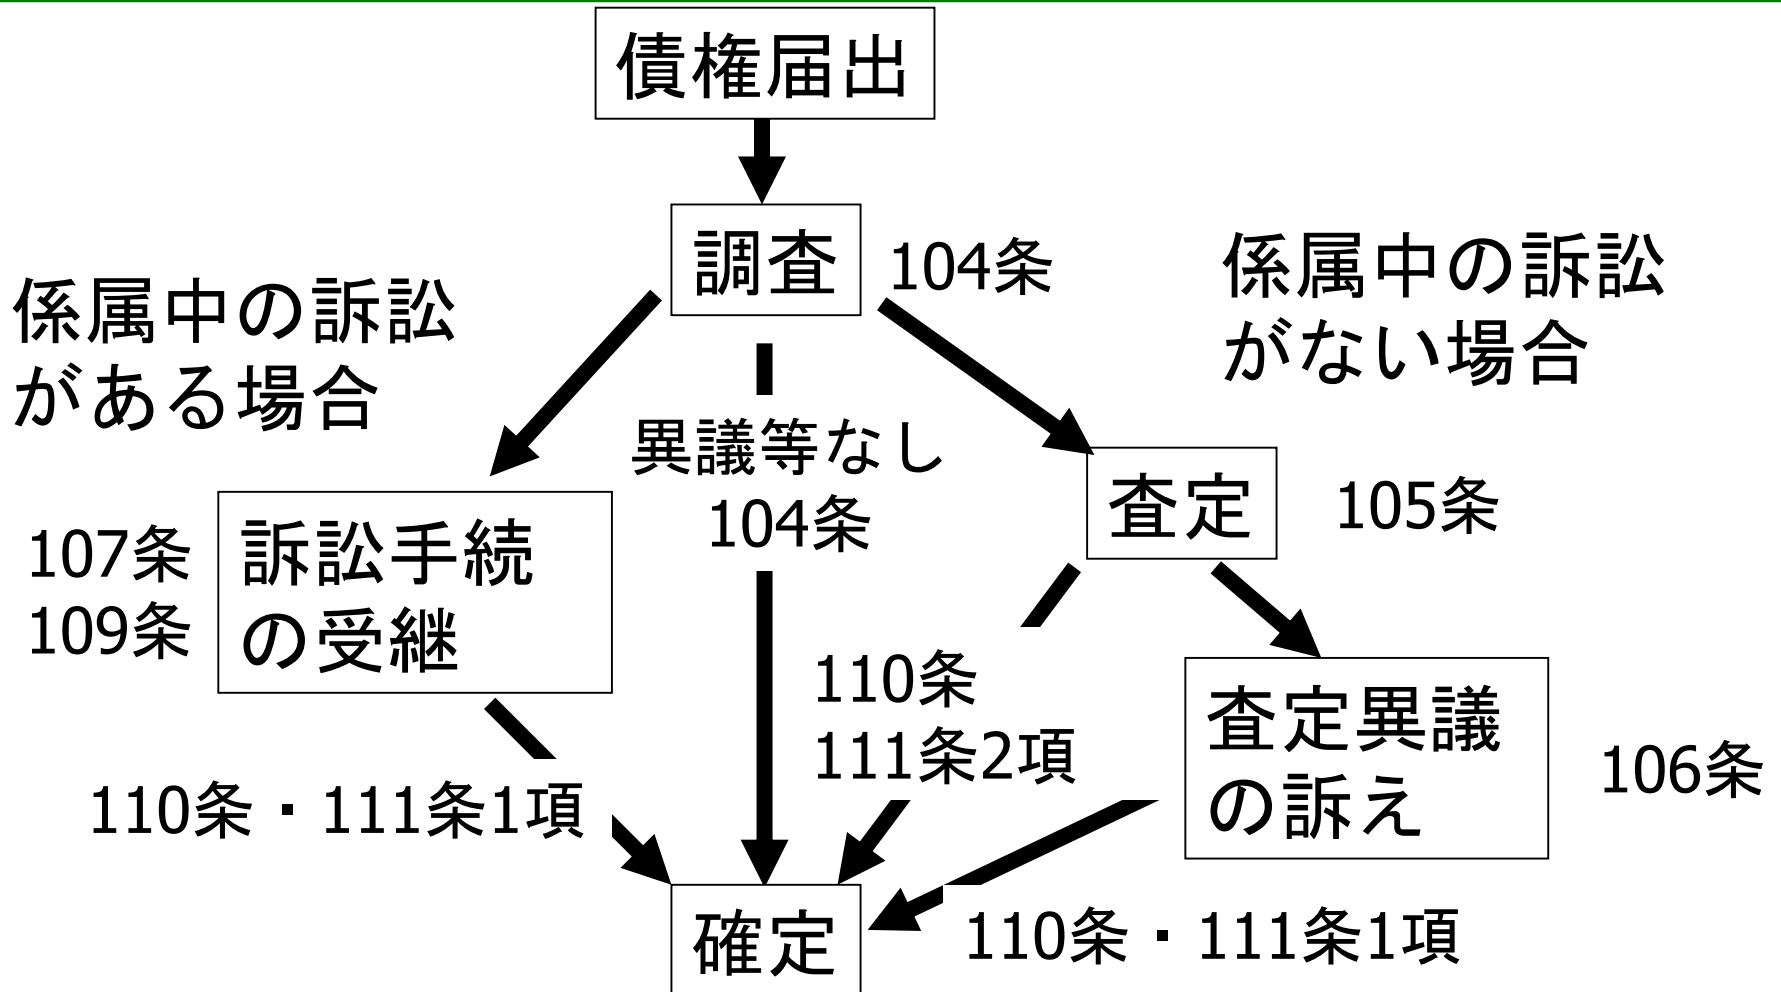 債権届出
調査
104条
係属中の訴訟
がある場合
係属中の訴訟
がない場合
異議等なし
104条
査定
105条
107条
109条
訴訟手続
の受継
110条
111条2項
査定異議
の訴え
106条
110条・111条1項
確定
110条・111条1項